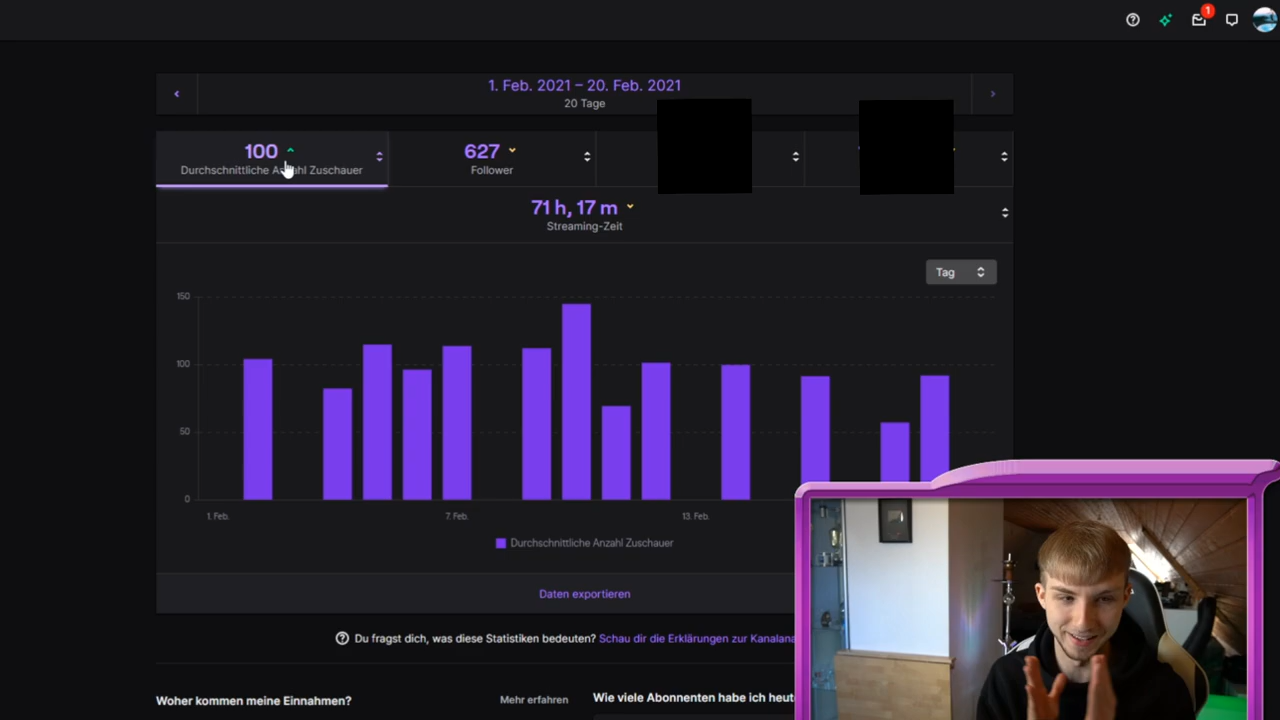 1
1. Feb. 2021 – 20. Feb. 2021
20 Tage
100
Durchschnittliche Anzahl Zuschauer
627
Follower
71 h, 17 m
Streaming-Zeit
Tag
150
100
50
0
1. Feb.
7. Feb.
13. Feb.
Durchschnittliche Anzahl Zuschauer
Daten exportieren
Du fragst dich, was diese Statistiken bedeuten? Schau dir die Erklärungen zur
Woher kommen meine Einnahmen?
Mehr erfahren
Wie viele Abonnenten habe ich